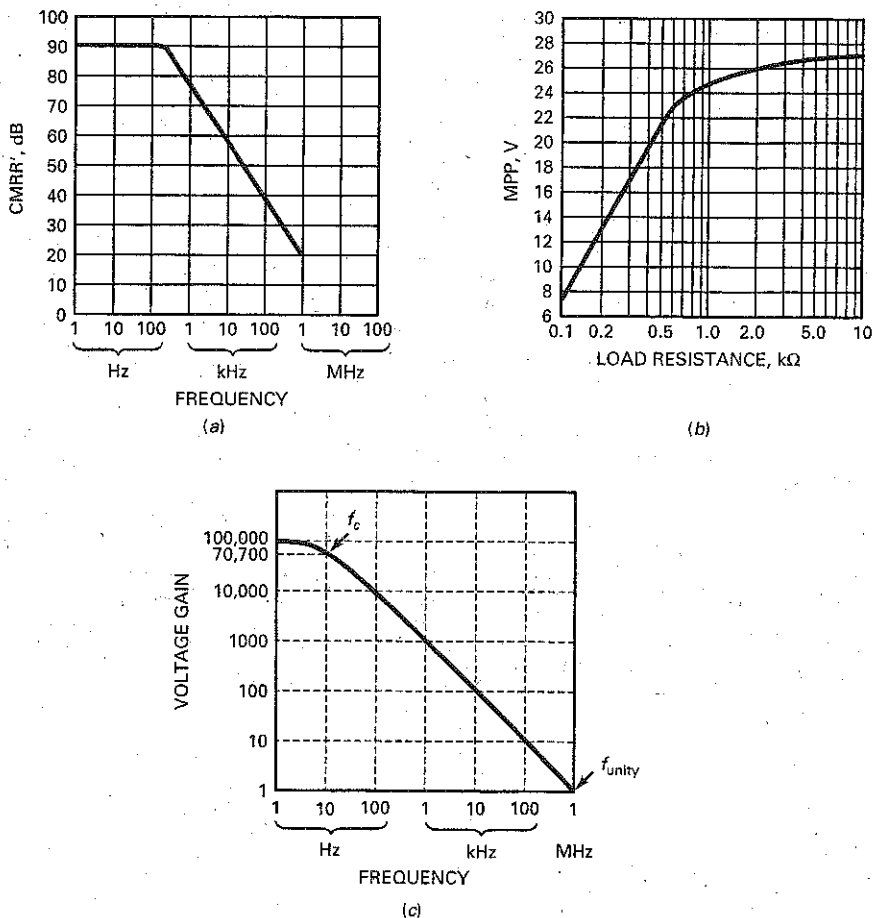 CMRR', dB
100
90
80
70
60
50
40
30
20
10
0
1 10 100 1 10 100 1 10 100
Hz kHz MHz
FREQUENCY
(a)
MPP, V
30
28
26
24
22
20
18
16
14
12
10
8
6
0.1 0.2 0.5 1.0 2.0 5.0 10
LOAD RESISTANCE, kΩ
(b)
VOLTAGE GAIN
100,000
70,700
10,000
1000
100
10
1
fc
funity
1 10 100 1 10 100 1
Hz kHz MHz
FREQUENCY
(c)